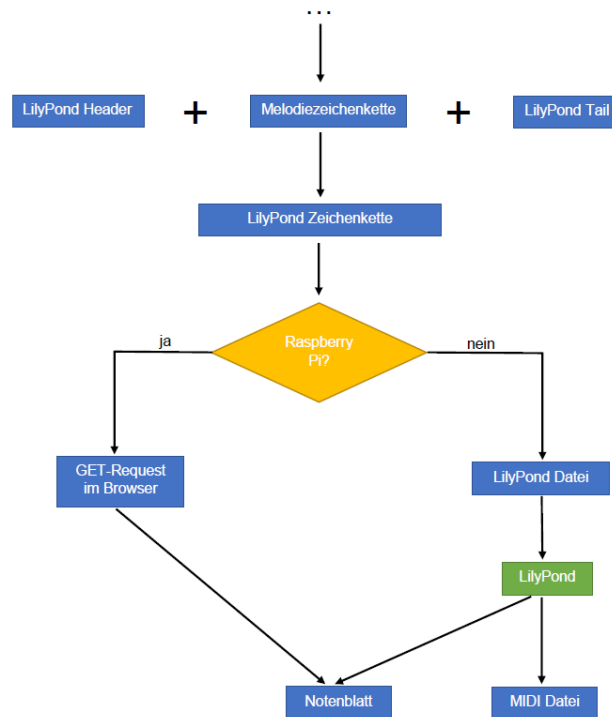 ...
LilyPond Header + Melodiezeichenkette + LilyPond Tail
LilyPond Zeichenkette
Raspberry
Pi?
ja
nein
GET-Request
im Browser
LilyPond Datei
LilyPond
Notenblatt
MIDI Datei